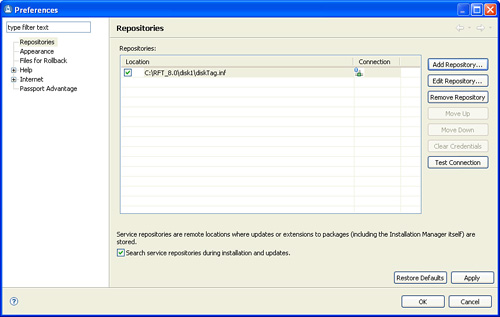 Preferences
type filter text
Repositories
Appearance
Files for Rollback
Help
Internet
Passport Advantage
Repositories
Repositories:
Location Connection
C:\RFT_8.0\disk1\diskTag.inf
Add Repository...
Edit Repository...
Remove Repository
Move Up
Move Down
Clear Credentials
Test Connection
Service repositories are remote locations where updates or extensions to packages (including the Installation Manager itself) are
stored.
Search service repositories during installation and updates.
Restore Defaults Apply
OK Cancel